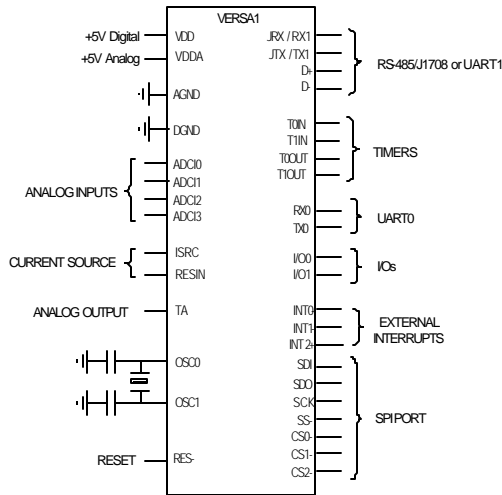 VERSA1
+5V Digital
VDD
+5V Analog
VDDA
AGND
DGND
ADCI0
ADCI1
ADCI2
ADCI3
ANALOG INPUTS
ISRC
RESIN
CURRENT SOURCE
ANALOG OUTPUT
TA
OSC0
OSC1
RESET
RES-
JRX / RX1
JTX / TX1
D+
D-
RS-485/J1708 or UART1
T0IN
T1IN
T0OUT
T1OUT
TIMERS
RX0
TX0
UART0
I/O0
I/O1
I/Os
INT0-
INT1-
INT2+
EXTERNAL
INTERRUPTS
SDI
SDO
SCK
SS-
CS0-
CS1-
CS2-
SPI PORT